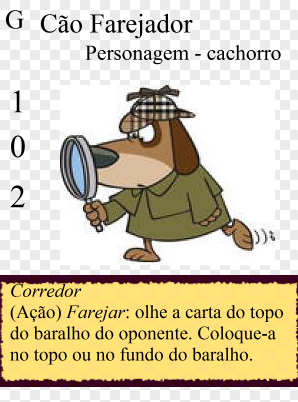 G Cão Farejador
Personagem - cachorro
1
0
2
Corredor
(Ação) Farejar: olhe a carta do topo
do baralho do oponente. Coloque-a
no topo ou no fundo do baralho.